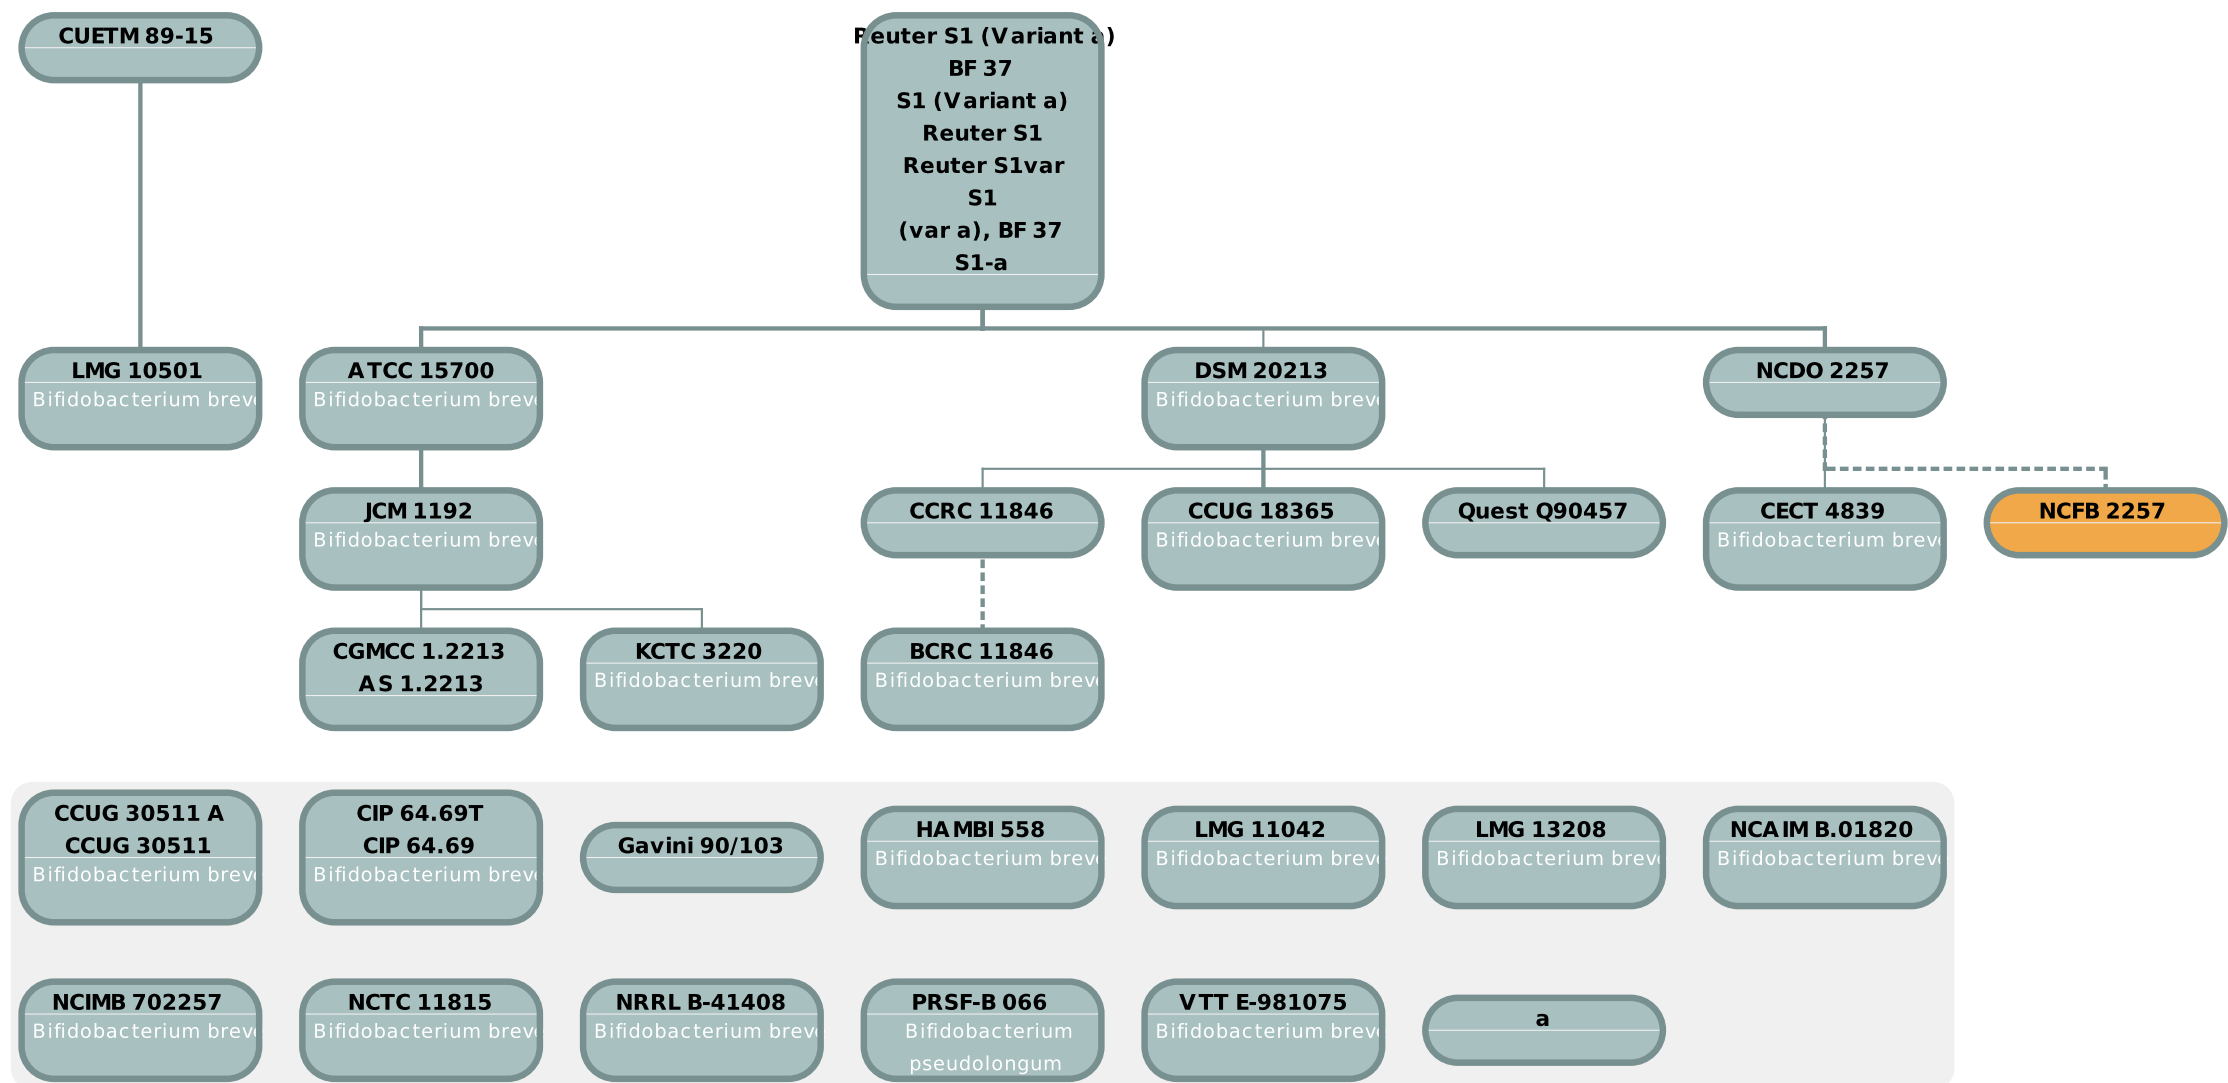 CUETM 89-15
Reuter S1 (Variant a)
BF 37
S1 (Variant a)
Reuter S1
Reuter S1var
S1
(var a), BF 37
S1-a
LMG 10501
Bifidobacterium breve
ATCC 15700
Bifidobacterium breve
DSM 20213
Bifidobacterium breve
NCDO 2257
JCM 1192
Bifidobacterium breve
CCRC 11846
CCUG 18365
Bifidobacterium breve
Quest Q90457
CECT 4839
Bifidobacterium breve
NCFB 2257
CGMCC 1.2213
AS 1.2213
KCTC 3220
Bifidobacterium breve
BCRC 11846
Bifidobacterium breve
CCUG 30511 A
CCUG 30511
Bifidobacterium breve
CIP 64.69T
CIP 64.69
Bifidobacterium breve
Gavini 90/103
HAMBI 558
Bifidobacterium breve
LMG 11042
Bifidobacterium breve
LMG 13208
Bifidobacterium breve
NCAIM B.01820
Bifidobacterium breve
NCIMB 702257
Bifidobacterium breve
NCTC 11815
Bifidobacterium breve
NRRL B-41408
Bifidobacterium breve
PRSF-B 066
Bifidobacterium
pseudolongum
VTT E-981075
Bifidobacterium breve
a